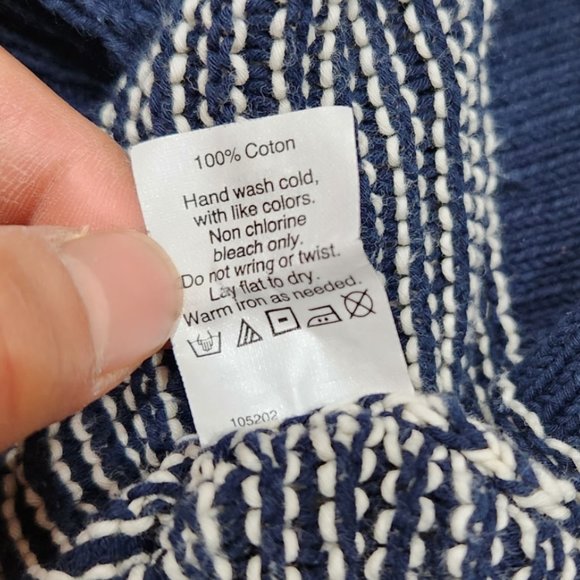 100% Coton
Hand wash cold,
with like colors.
Non chlorine
bleach only.
Do not wring or twist.
Lay flat to dry.
Warm Iron as needed.
105202